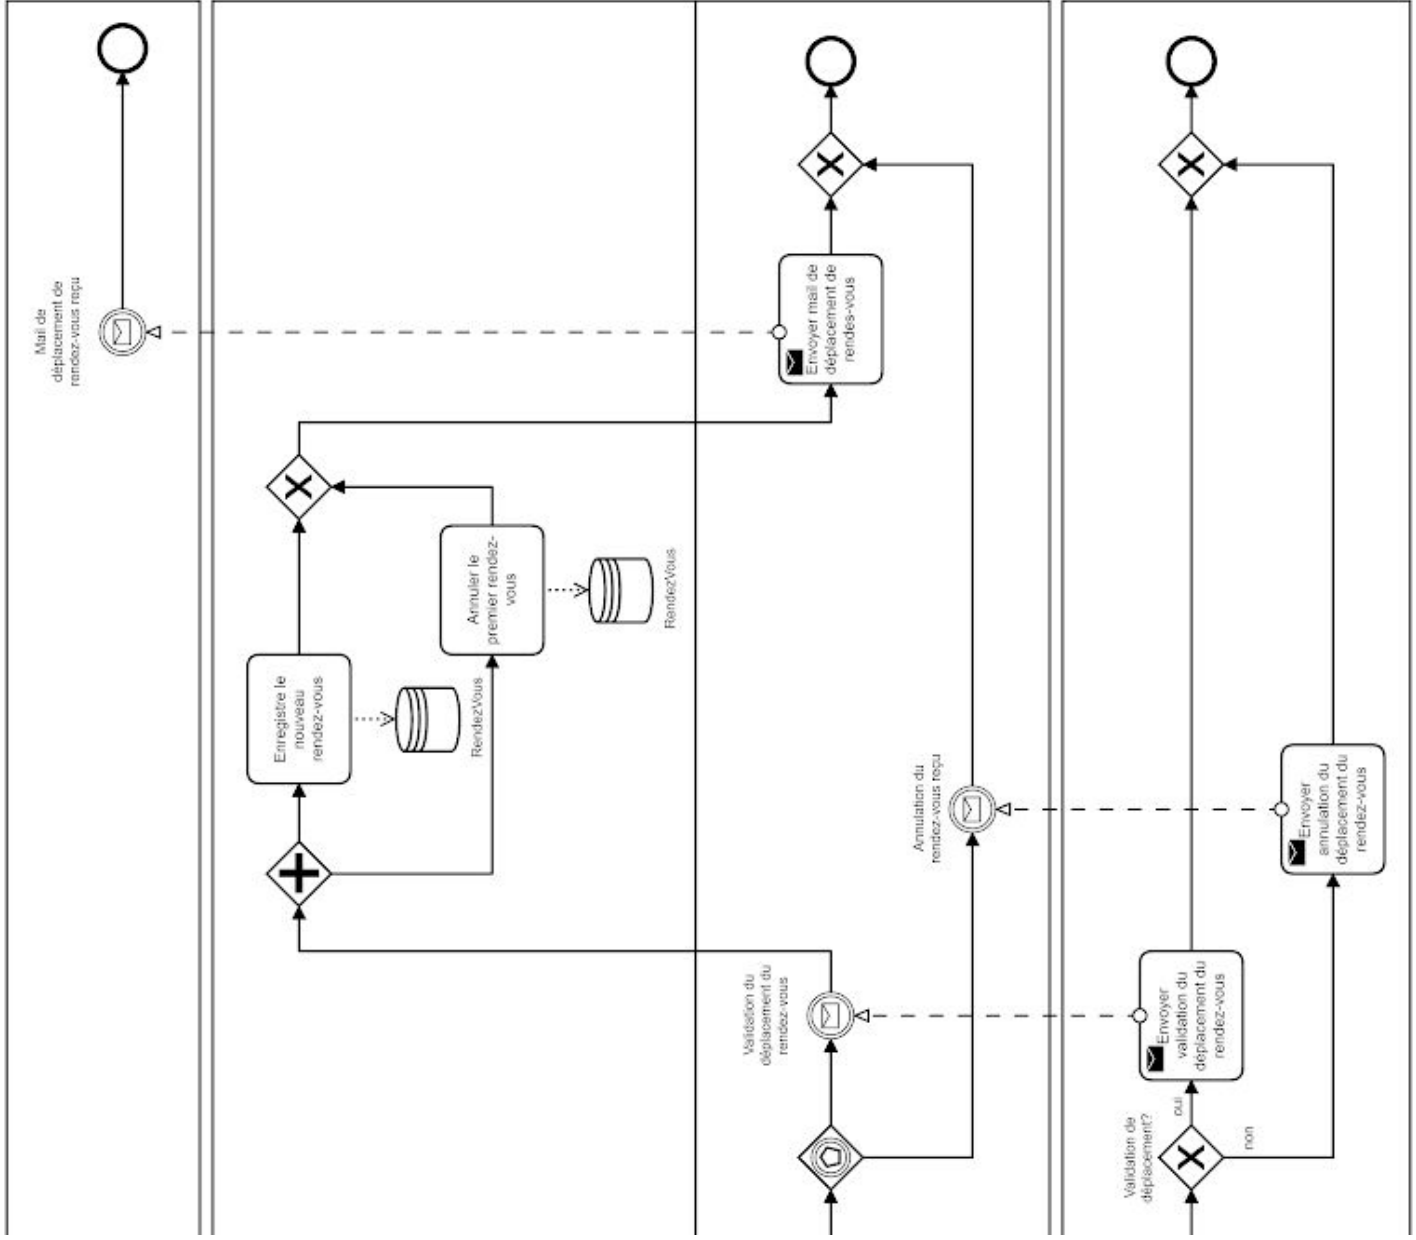 Mail de
déplacement de
rendez-vous reçu
Envoyer mail de
déplacement de
rendes-vous
Annuler le
premier rendez-
vous
RendezVous
Enregistre le
nouveau
rendez-vous
RendezVous
Annulation du
rendez-vous reçu
Envoyer
annulation du
déplacement du
rendez-vous
Validation du
déplacement du
rendez-vous
Envoyer
validation du
déplacement du
rendez-vous
Validation de
déplacement?
oui
non